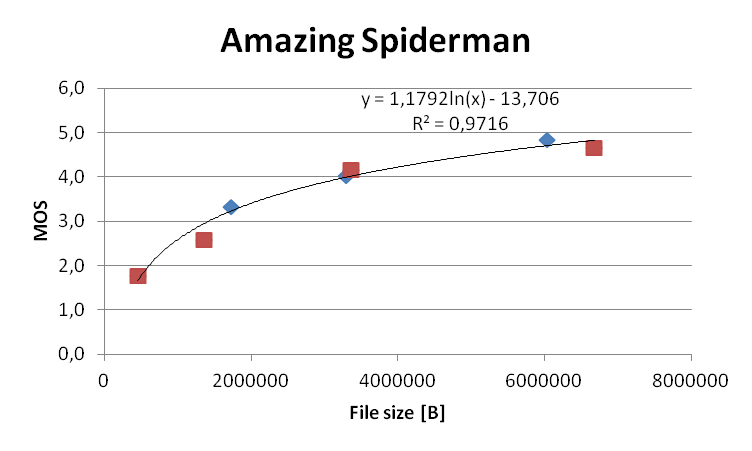 Amazing Spiderman
y = 1,1792ln(x) - 13,706
R² = 0,9716
6,0
5,0
4,0
3,0
2,0
1,0
0,0
MOS
0 2000000 4000000 6000000 8000000
File size [B]